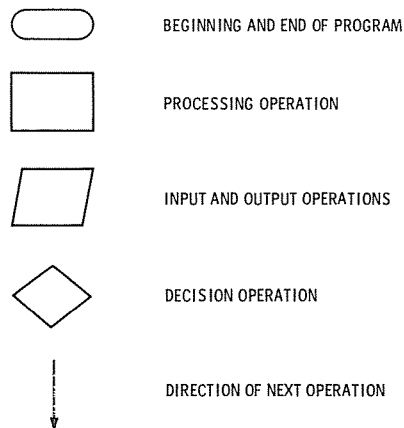 BEGINNING AND END OF PROGRAM
PROCESSING OPERATION
INPUT AND OUTPUT OPERATIONS
DECISION OPERATION
DIRECTION OF NEXT OPERATION